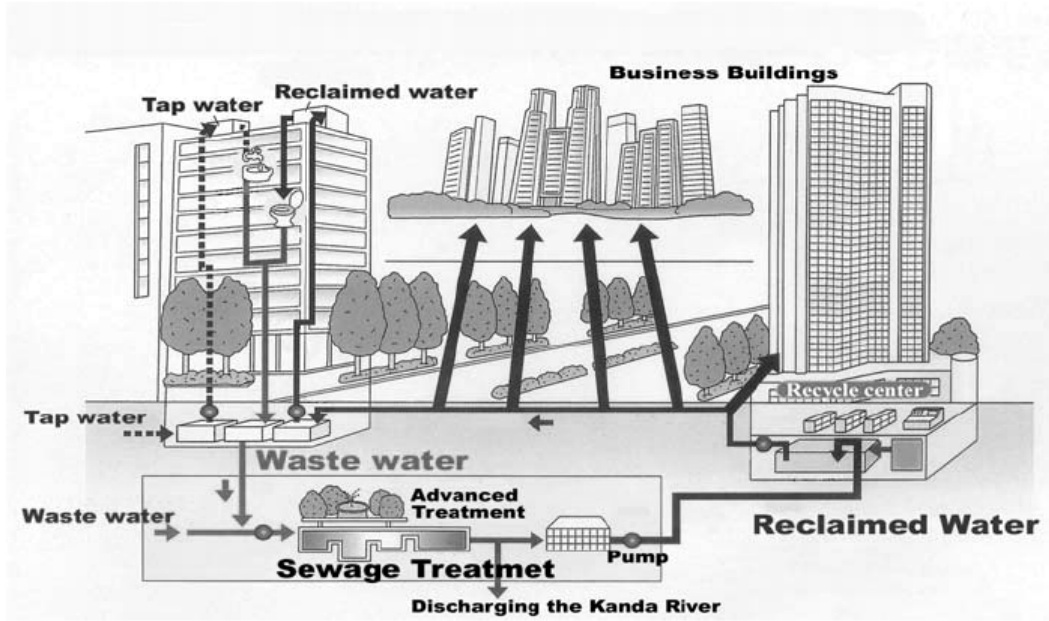 Business Buildings
Tap water
Reclaimed water
Recycle center
Tap water
Waste water
Waste water
Advanced
Treatment
Reclaimed Water
Pump
Sewage Treatmet
Discharging the Kanda River